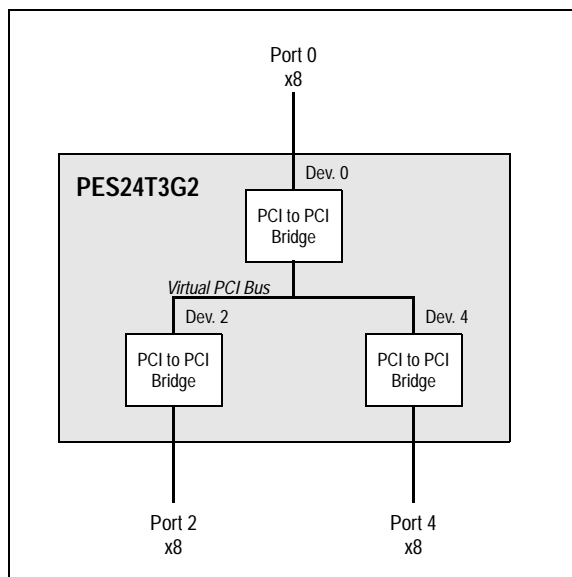 Port 0
x8
Dev. 0
PES24T3G2
PCI to PCI
Bridge
Virtual PCI Bus
Dev. 2
Dev. 4
PCI to PCI
Bridge
PCI to PCI
Bridge
Port 2
x8
Port 4
x8